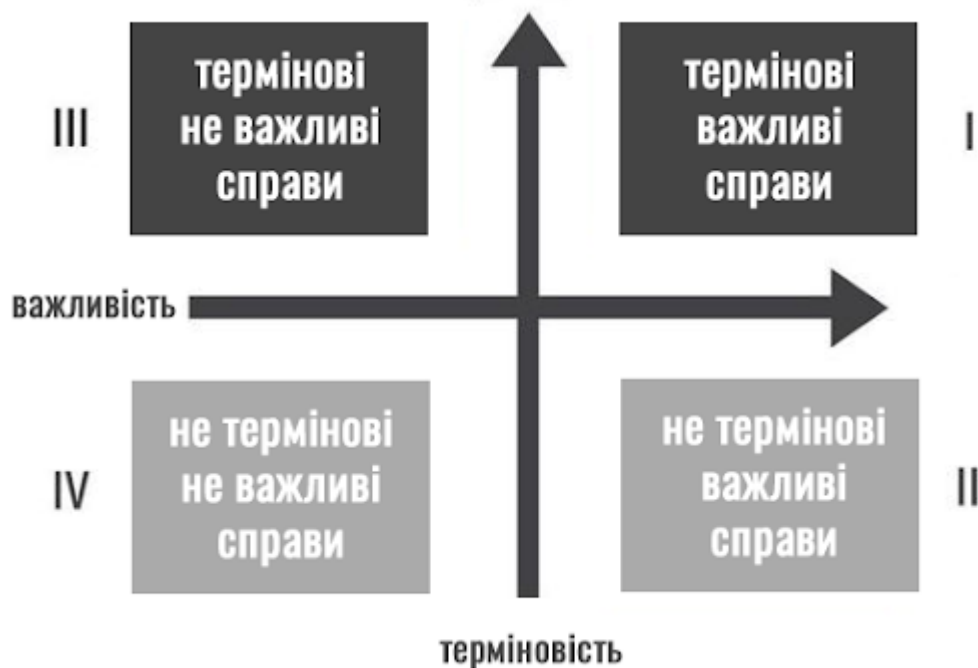 III
термінові
не важливі
справи
термінові
важливі
справи
I
важливість
IV
не термінові
не важливі
справи
не термінові
важливі
справи
II
терміновість